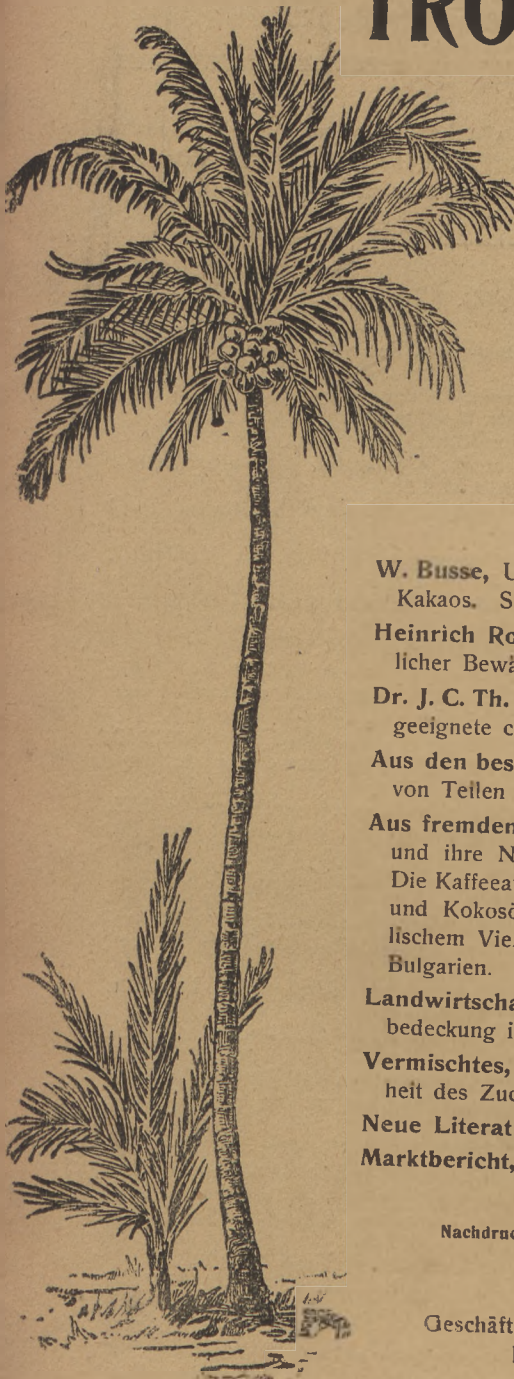 TRO
W. Busse, U
Kakaos. S
Heinrich Ro
licher Bewä
Dr. J. C. Th.
geeignete c
Aus den bes
von Teilen
Aus fremden
und ihre N
Die Kaffeea
und Kokosö
lischem Vie
Bulgarien.
Landwirtscha
bedeckung i
Vermischtes,
heit des Zuc
Neue Literat
Marktbericht,
Nachdru
Geschäft